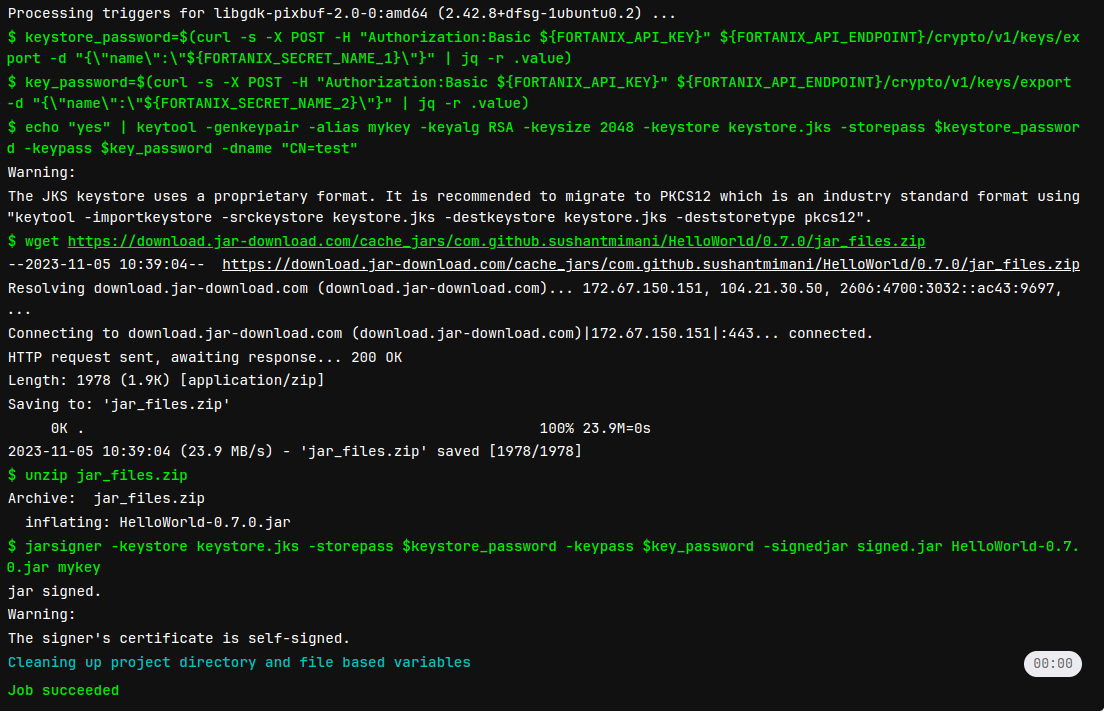 Processing triggers for libgdk-pixbuf-2.0-0:amd64 (2.42.8+dfsg-1ubuntu0.2) ...
$ keystore_password=$(curl -s -X POST -H "Authorization:Basic ${FORTANIX_API_KEY}" ${FORTANIX_API_ENDPOINT}/crypto/v1/keys/ex
port -d "{\"name\":\"${FORTANIX_SECRET_NAME_1}\"}" | jq -r .value)
$ key_password=$(curl -s -X POST -H "Authorization:Basic ${FORTANIX_API_KEY}" ${FORTANIX_API_ENDPOINT}/crypto/v1/keys/export
-d "{\"name\":\"${FORTANIX_SECRET_NAME_2}\"}" | jq -r .value)
$ echo "yes" | keytool -genkeypair -alias mykey -keyalg RSA -keysize 2048 -keystore keystore.jks -storepass $keystore_passwor
d -keypass $key_password -dname "CN=test"
Warning:
The JKS keystore uses a proprietary format. It is recommended to migrate to PKCS12 which is an industry standard format using
"keytool -importkeystore -srckeystore keystore.jks -destkeystore keystore.jks -deststoretype pkcs12".
$ wget https://download.jar-download.com/cache_jars/com.github.sushantmimani/HelloWorld/0.7.0/jar_files.zip
--2023-11-05 10:39:04--  https://download.jar-download.com/cache_jars/com.github.sushantmimani/HelloWorld/0.7.0/jar_files.zip
Resolving download.jar-download.com (download.jar-download.com)... 172.67.150.151, 104.21.30.50, 2606:4700:3032::ac43:9697,
...
Connecting to download.jar-download.com (download.jar-download.com)|172.67.150.151|:443... connected.
HTTP request sent, awaiting response... 200 OK
Length: 1978 (1.9K) [application/zip]
Saving to: 'jar_files.zip'
     0K .                                                     100% 23.9M=0s
2023-11-05 10:39:04 (23.9 MB/s) - 'jar_files.zip' saved [1978/1978]
$ unzip jar_files.zip
Archive:  jar_files.zip
  inflating: HelloWorld-0.7.0.jar
$ jarsigner -keystore keystore.jks -storepass $keystore_password -keypass $key_password -signedjar signed.jar HelloWorld-0.7.
0.jar mykey
jar signed.
Warning:
The signer's certificate is self-signed.
Cleaning up project directory and file based variables
00:00
Job succeeded